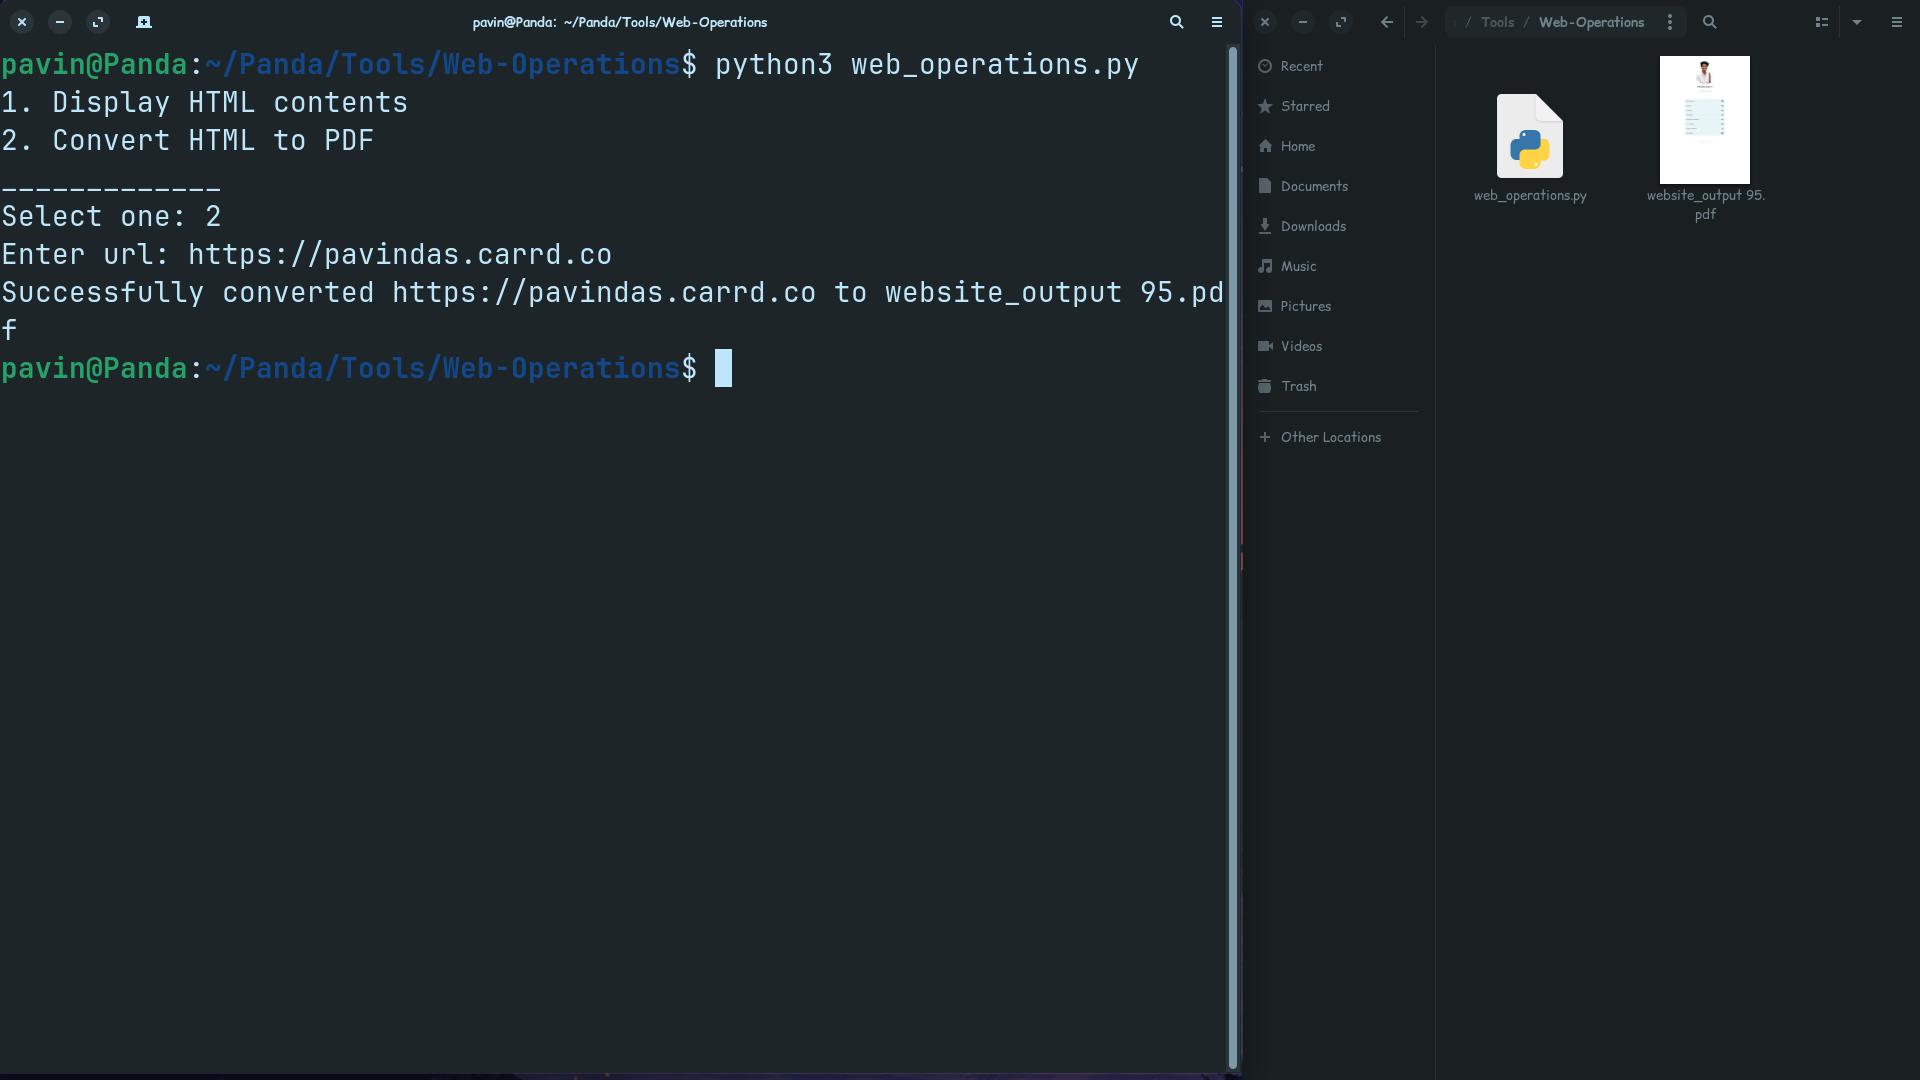 pavin@Panda: ~/Panda/Tools/Web-Operations
pavin@Panda:~/Panda/Tools/Web-Operations$ python3 web_operations.py
1. Display HTML contents
2. Convert HTML to PDF
_____________
Select one: 2
Enter url: https://pavindas.carrd.co
Successfully converted https://pavindas.carrd.co to website_output 95.pd
f
pavin@Panda:~/Panda/Tools/Web-Operations$
/ Tools / Web-Operations
Recent
Starred
Home
Documents
Downloads
Music
Pictures
Videos
Trash
Other Locations
web_operations.py
website_output 95.
pdf